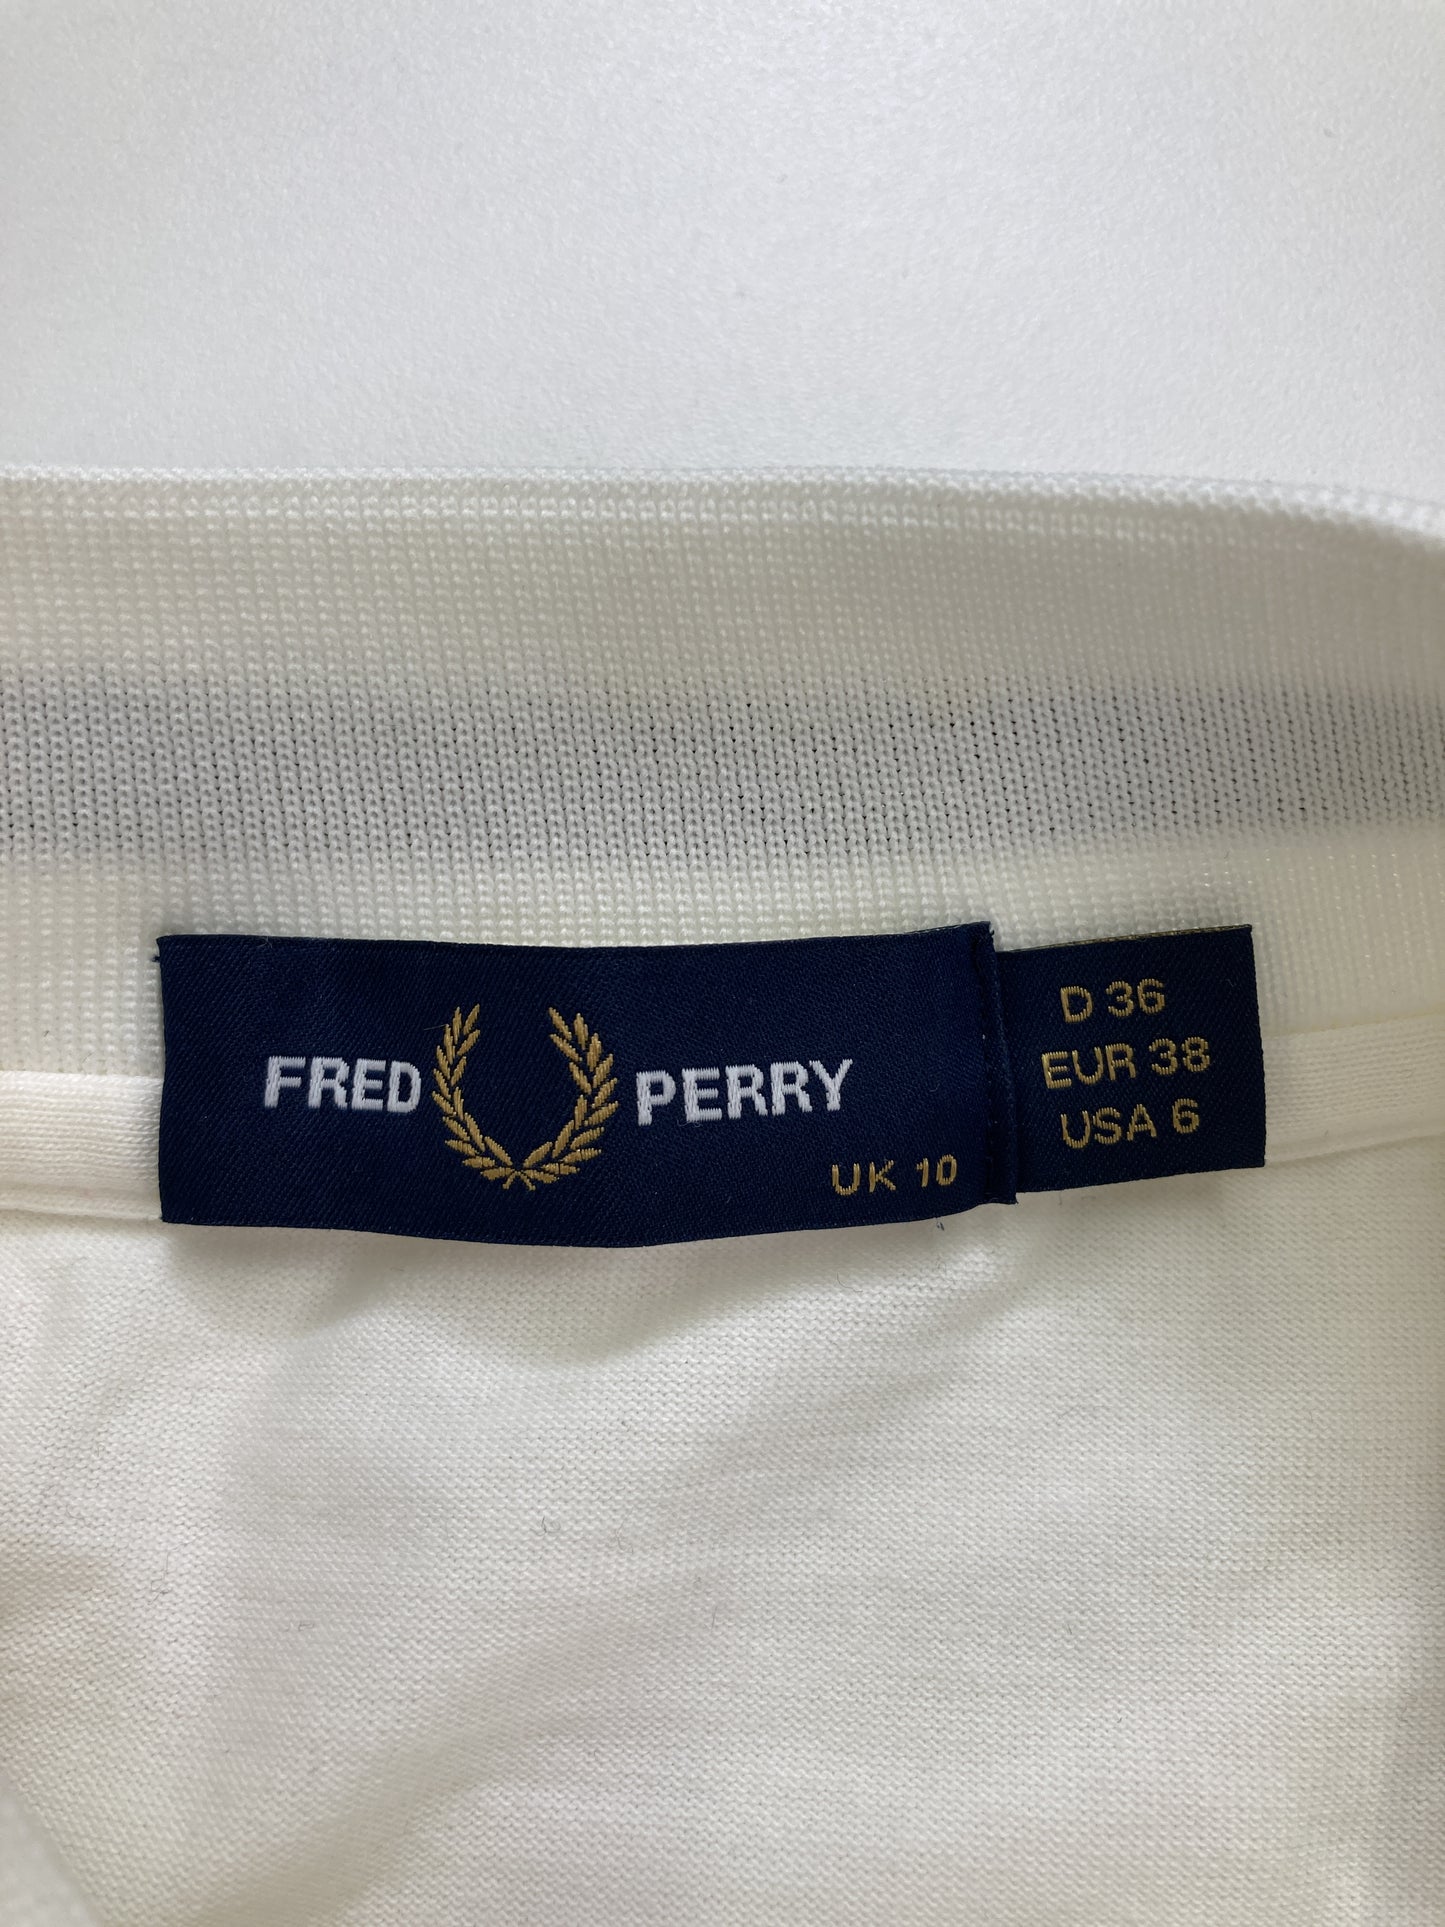 FRED PERRY
UK 10
D 36
EUR 38
USA 6